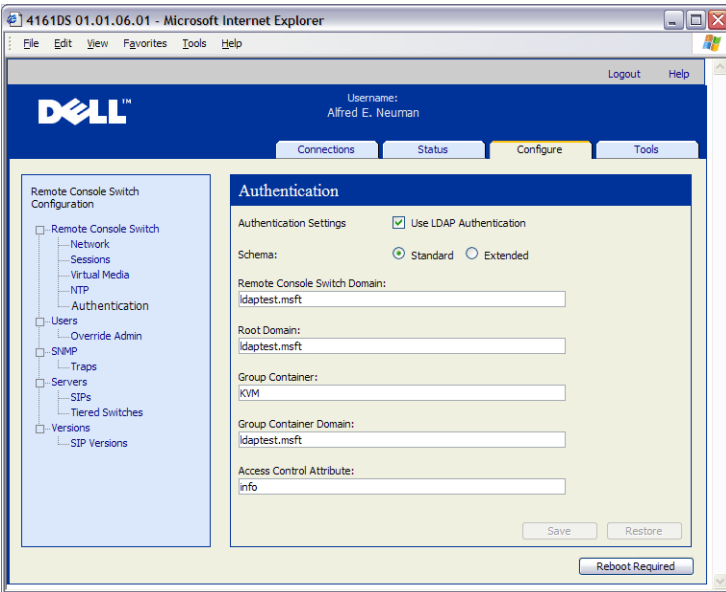 4161DS 01.01.06.01 - Microsoft Internet Explorer
File Edit View Favorites Tools Help
Logout Help
DELL™
Username:
Alfred E. Neuman
Connections Status Configure Tools
Remote Console Switch
Configuration
Remote Console Switch
Network
Sessions
Virtual Media
NTP
Authentication
Users
Override Admin
SNMP
Traps
Servers
SIPs
Tiered Switches
Versions
SIP Versions
Authentication
Authentication Settings Use LDAP Authentication
Schema: Standard Extended
Remote Console Switch Domain:
ldaptest.msft
Root Domain:
ldaptest.msft
Group Container:
KVM
Group Container Domain:
ldaptest.msft
Access Control Attribute:
info
Save Restore
Reboot Required